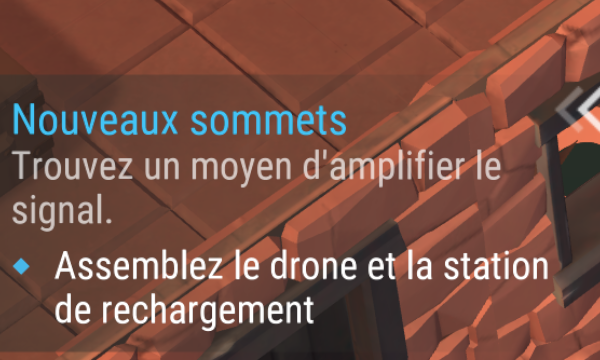 Nouveaux sommets
Trouvez un moyen d'amplifier le
signal.
Assemblez le drone et la station
de rechargement